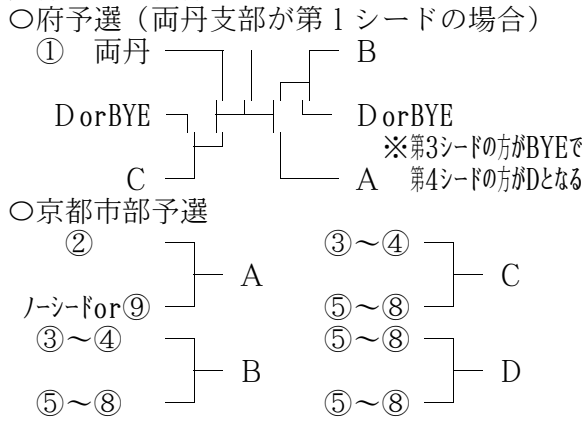 ○府予選（両丹支部が第１シードの場合）
① 両丹 B
DorBYE DorBYE
※第3シードの方がBYEで
C A 第4シードの方がDとなる
○京都市部予選
② ③～④
A C
ノーシードor⑨ ⑤～⑧
③～④ ⑤～⑧
B D
⑤～⑧ ⑤～⑧